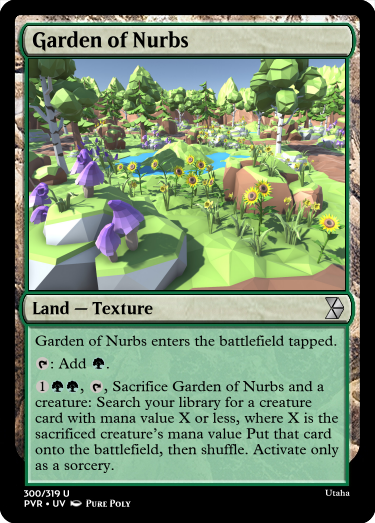 Garden of Nurbs
Land — Texture
Garden of Nurbs enters the battlefield tapped.
: Add .
1 , , Sacrifice Garden of Nurbs and a
creature: Search your library for a creature
card with mana value X or less, where X is the
sacrificed creature's mana value Put that card
onto the battlefield, then shuffle. Activate only
as a sorcery.
300/319 U
Utaha
PVR • UV Pure Poly